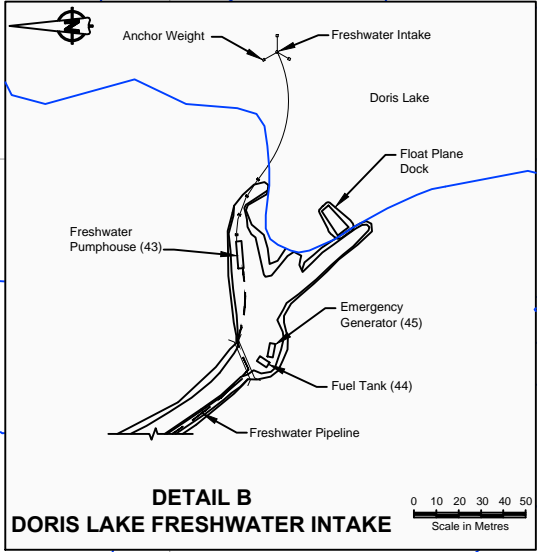 N
Anchor Weight
Freshwater Intake
Doris Lake
Float Plane
Dock
Freshwater
Pumphouse (43)
Emergency
Generator (45)
Fuel Tank (44)
Freshwater Pipeline
DETAIL B
DORIS LAKE FRESHWATER INTAKE
0 10 20 30 40 50
Scale in Metres